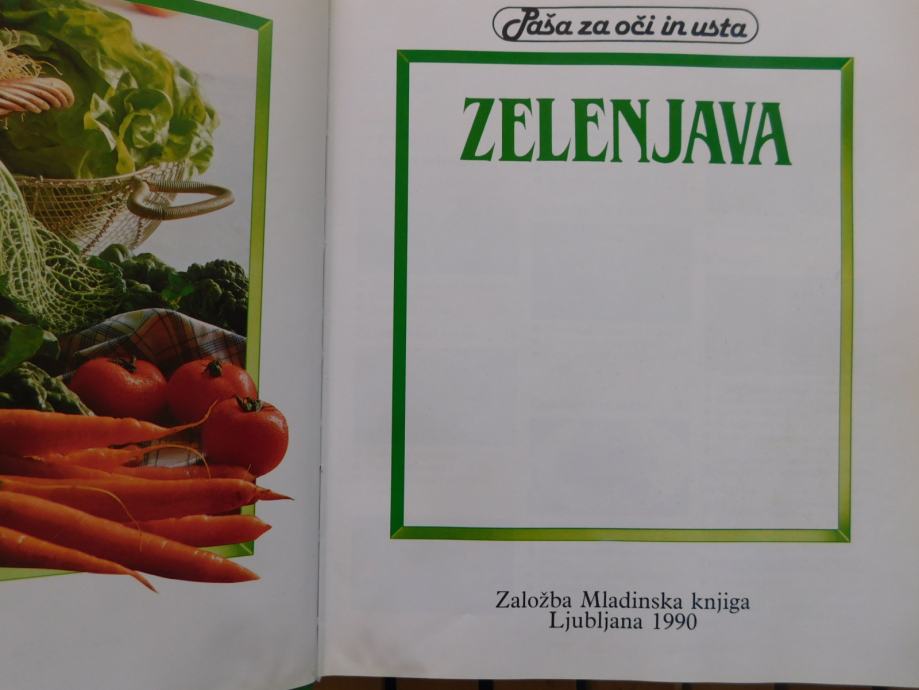 Paša za oči in usta
ZELENJAVA
Založba Mladinska knjiga
Ljubljana 1990